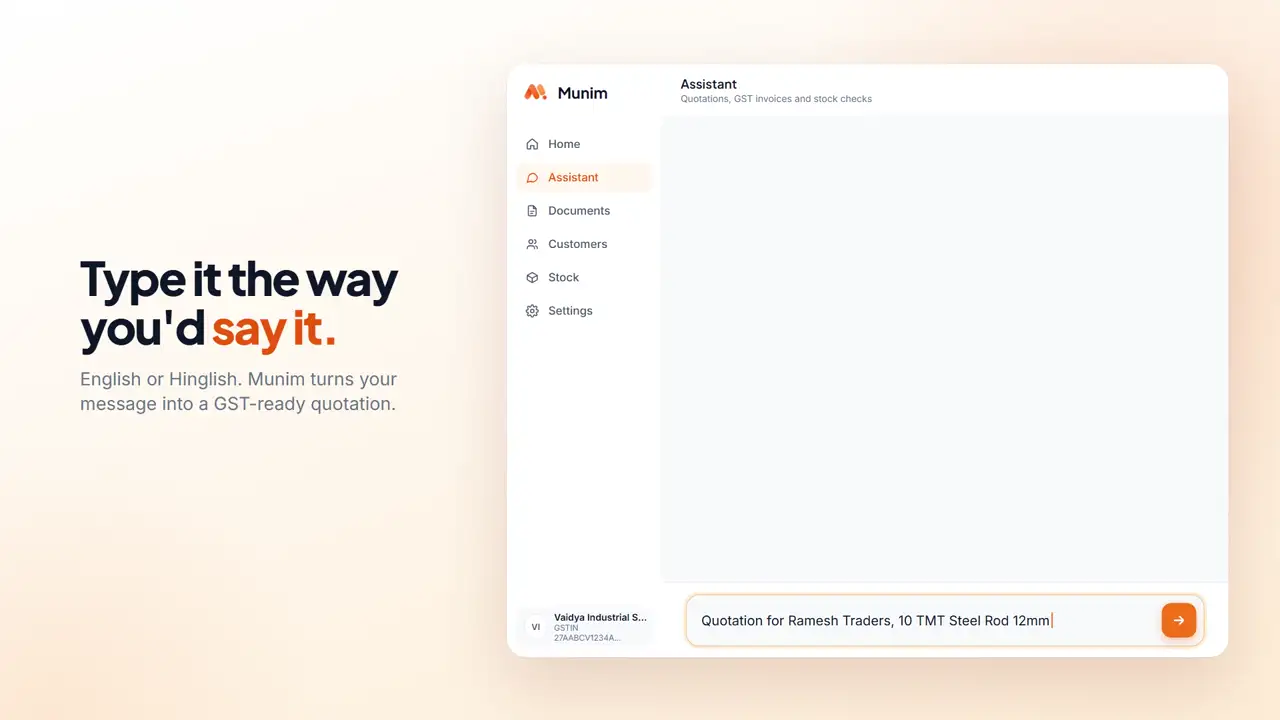 Type it the way
you'd say it.
English or Hinglish. Munim turns your
message into a GST-ready quotation.
Munim
Home
Assistant
Documents
Customers
Stock
Settings
VI
Vaidya Industrial S...
GSTIN
27AABCV1234A...
Assistant
Quotations, GST invoices and stock checks
Quotation for Ramesh Traders, 10 TMT Steel Rod 12mm